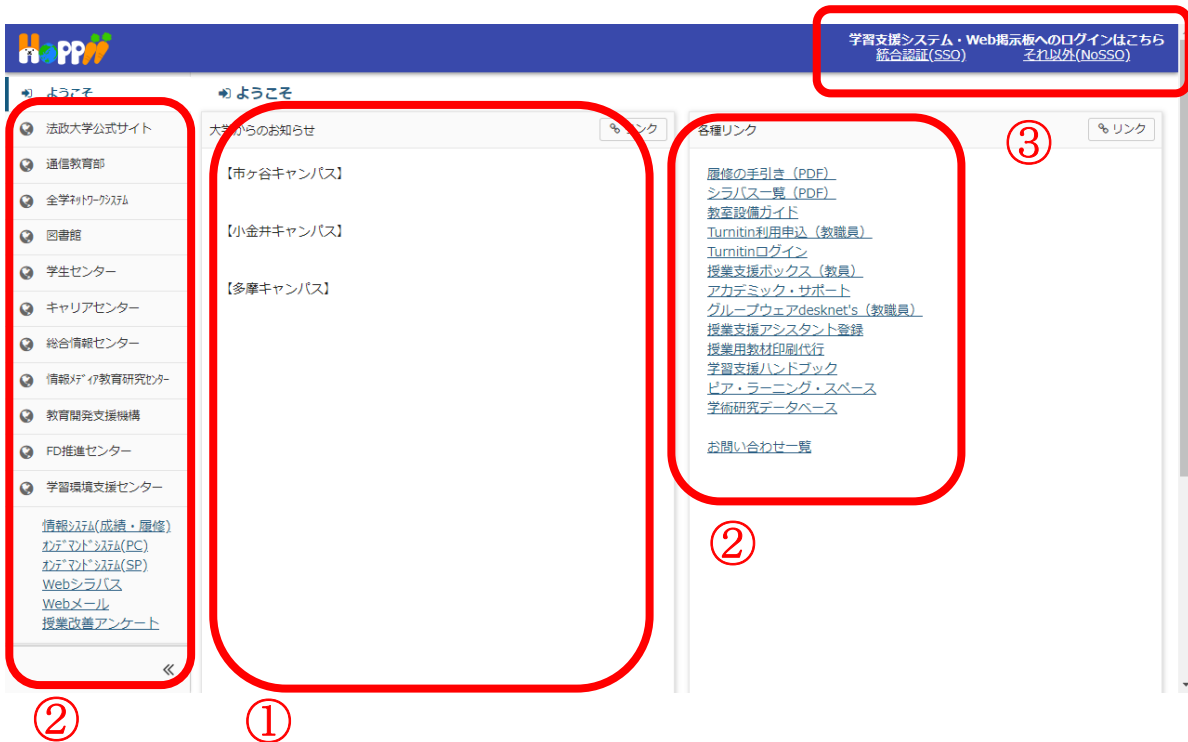 Hoppii
学習支援システム・Web掲示板へのログインはこちら
統合認証(SSO) それ以外(NoSSO)
ようこそ
法政大学公式サイト
通信教育部
全学ﾈｯﾄﾜｰｸｼｽﾃﾑ
図書館
学生センター
キャリアセンター
総合情報センター
情報ﾒﾃﾞｨｱ教育研究ｾﾝﾀｰ
教育開発支援機構
FD推進センター
学習環境支援センター
情報ｼｽﾃﾑ(成績・履修)
ｵﾝﾃﾞﾏﾝﾄﾞｼｽﾃﾑ(PC)
ｵﾝﾃﾞﾏﾝﾄﾞｼｽﾃﾑ(SP)
Webシラバス
Webメール
授業改善アンケート
«
②
ようこそ
大学からのお知らせ
リンク
【市ヶ谷キャンパス】
【小金井キャンパス】
【多摩キャンパス】
①
各種リンク
③
リンク
履修の手引き（PDF）
シラバス一覧（PDF）
教室設備ガイド
Turnitin利用申込（教職員）
Turnitinログイン
授業支援ボックス（教員）
アカデミック・サポート
グループウェアdesknet's（教職員）
授業支援アシスタント登録
授業用教材印刷代行
学習支援ハンドブック
ピア・ラーニング・スペース
学術研究データベース
お問い合わせ一覧
②